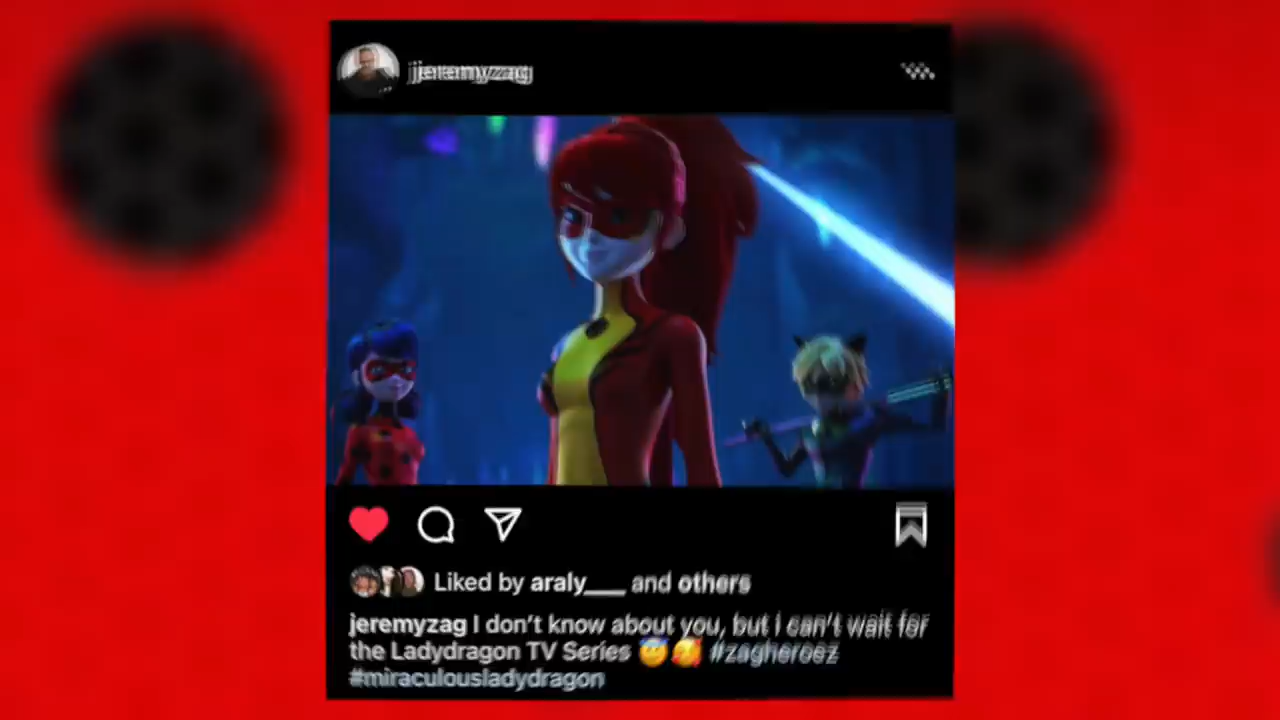 jeremyzag
Liked by araly___ and others
jeremyzag I don't know about you, but i can't wait for
the Ladydragon TV Series 😇🥰 #zagheroez
#miraculousladydragon